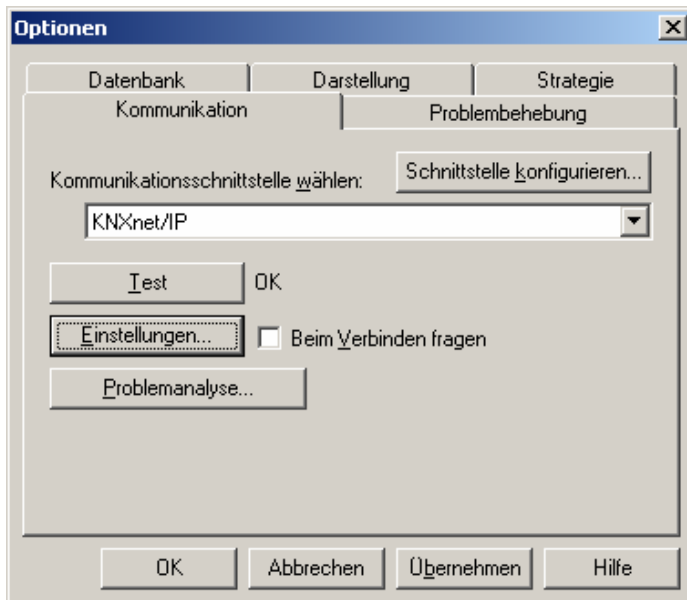 Optionen
Datenbank Darstellung Strategie
Kommunikation Problembehebung
Kommunikationsschnittstelle wählen: Schnittstelle konfigurieren...
KNXnet/IP
Test OK
Einstellungen... Beim Verbinden fragen
Problemanalyse...
OK Abbrechen Übernehmen Hilfe